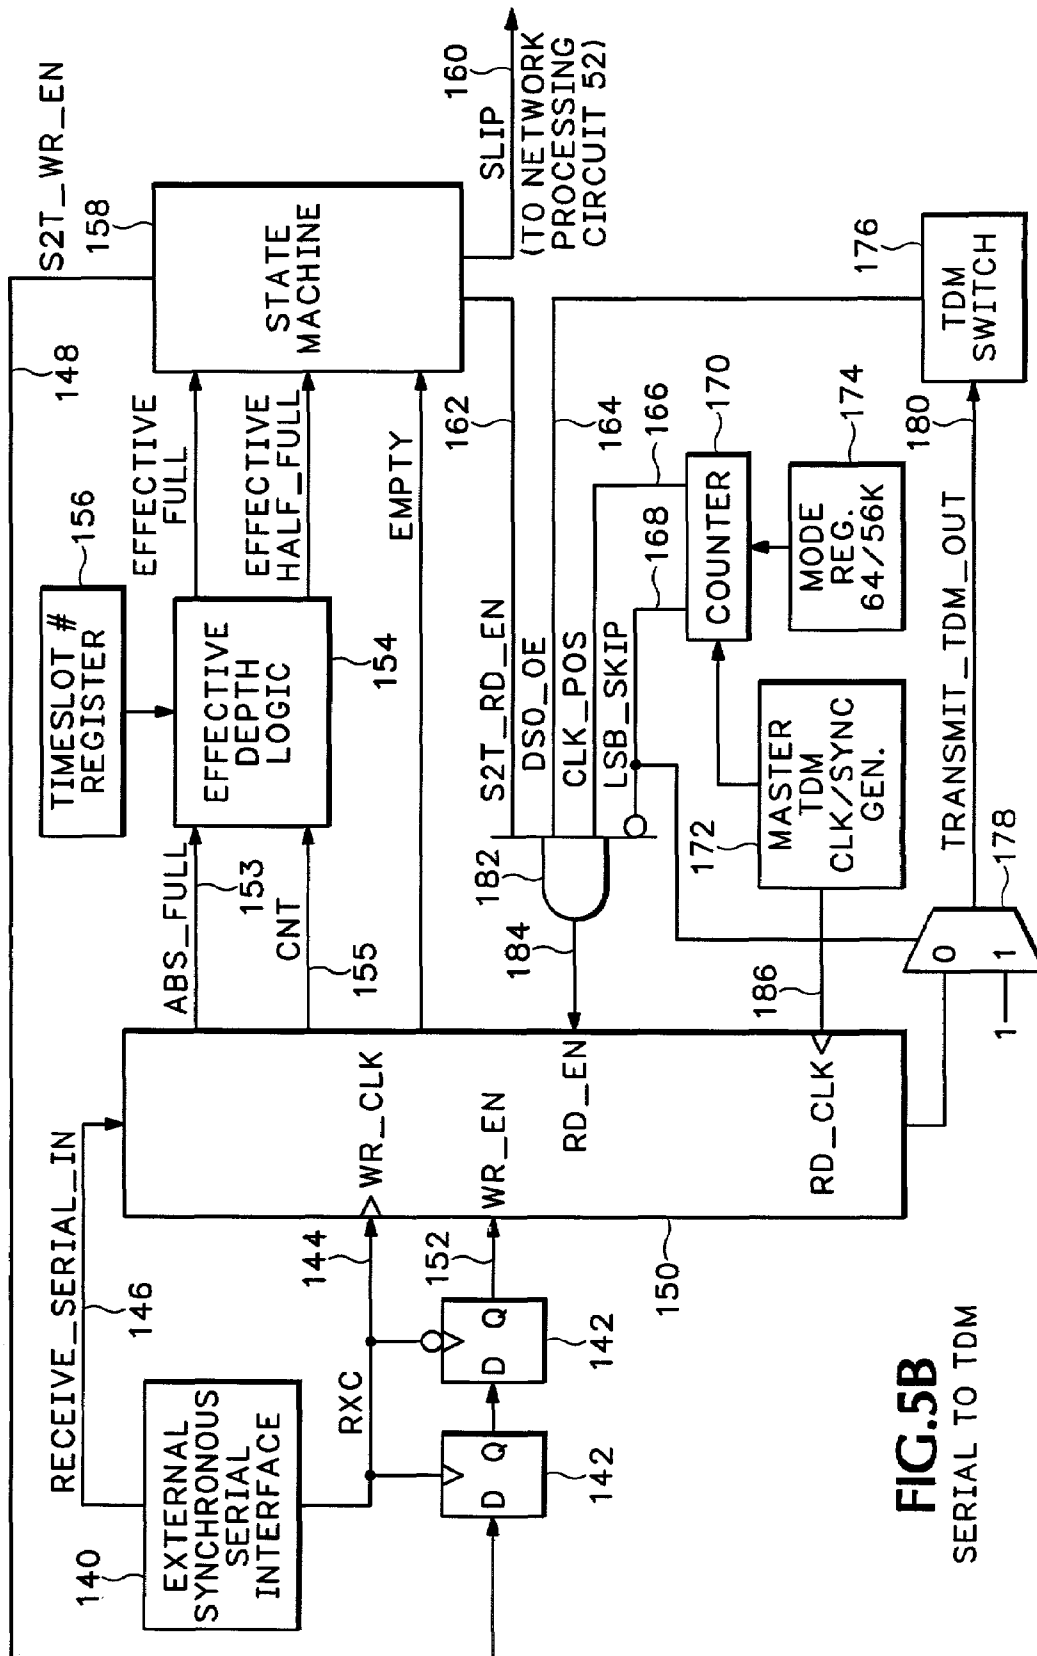 S2T_WR_EN
148
156
TIMESLOT #
REGISTER
EFFECTIVE
FULL
158
RECEIVE_SERIAL_IN
146
ABS_FULL
153
EFFECTIVE
DEPTH
LOGIC
EFFECTIVE
HALF_FULL
STATE
MACHINE
140
EXTERNAL
SYNCHRONOUS
SERIAL
INTERFACE
CNT
155
154
EMPTY
RXC
144
WR_CLK
162
160
SLIP
(TO NETWORK
PROCESSING
CIRCUIT 52)
D Q
142
D Q
142
152
WR_EN
182
S2T_RD_EN
DS0_OE
CLK_POS
LSB_SKIP
164
184
RD_EN
168
166
COUNTER
170
150
172
MASTER
TDM
CLK/SYNC
GEN.
MODE
REG.
64/56K
174
176
TDM
SWITCH
186
RD_CLK
TRANSMIT_TDM_OUT
180
0
1
1
178
FIG.5B
SERIAL TO TDM